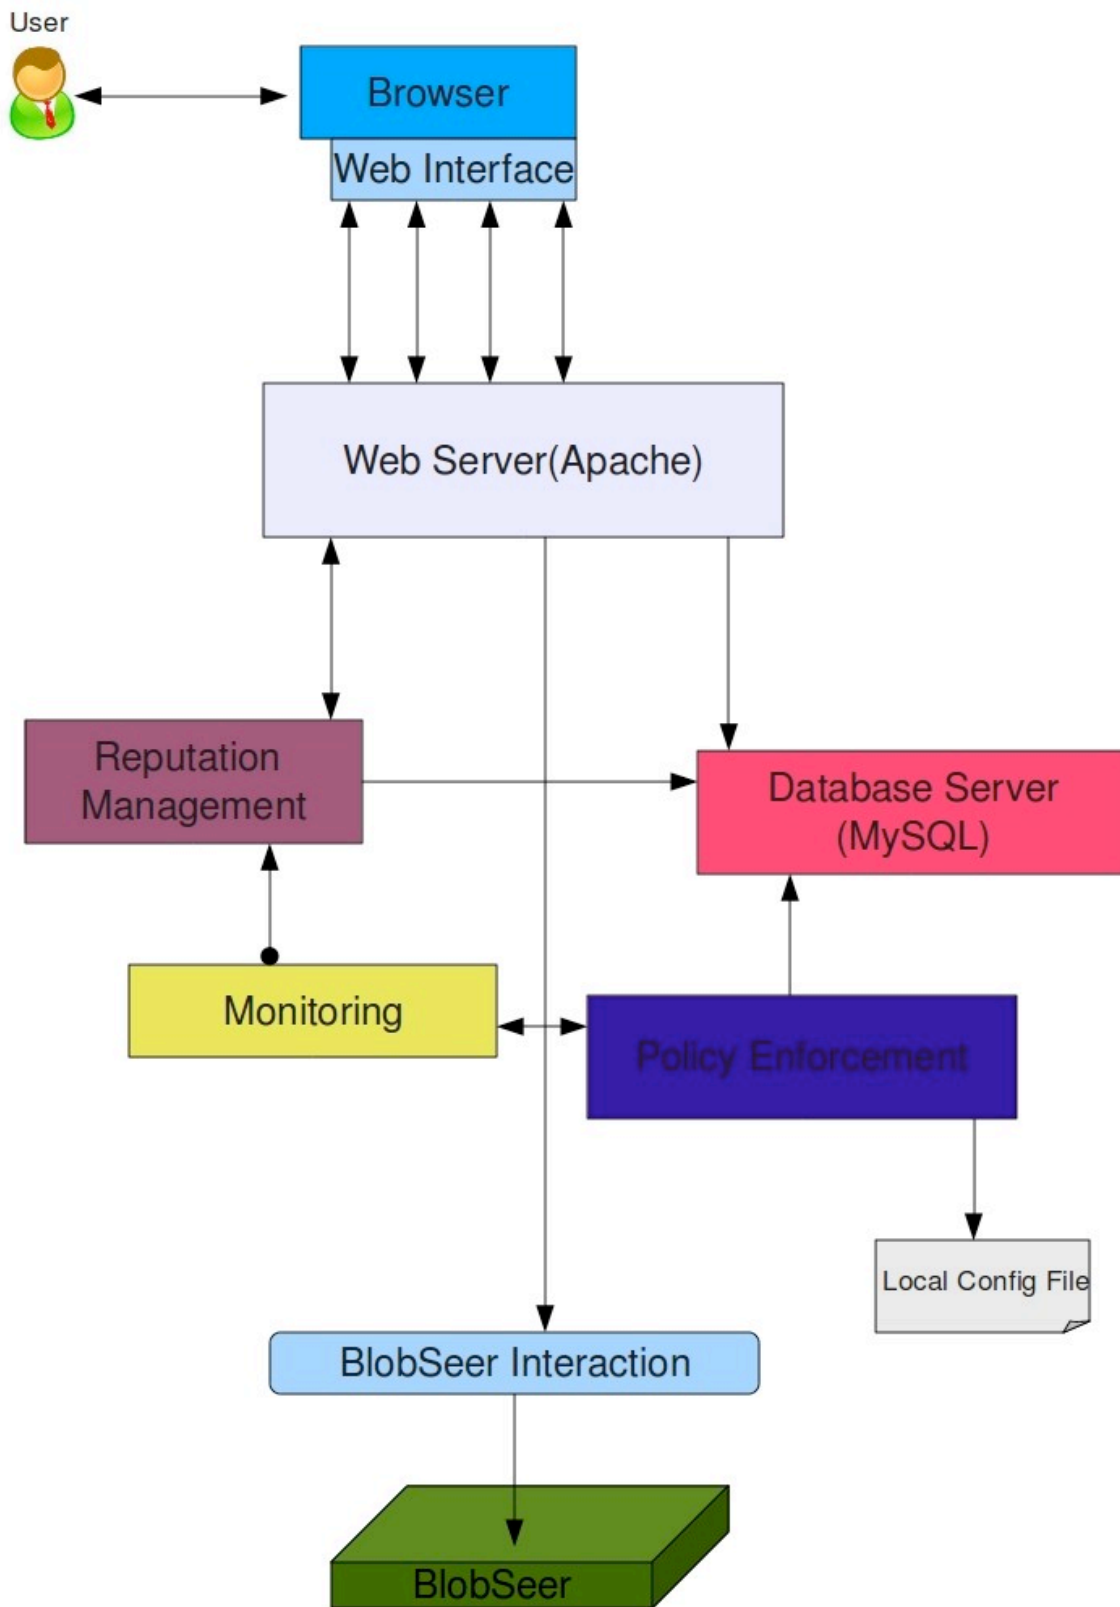 User
Browser
Web Interface
Web Server(Apache)
Reputation
Management
Database Server
(MySQL)
Monitoring
Policy Enforcement
Local Config File
BlobSeer Interaction
BlobSeer